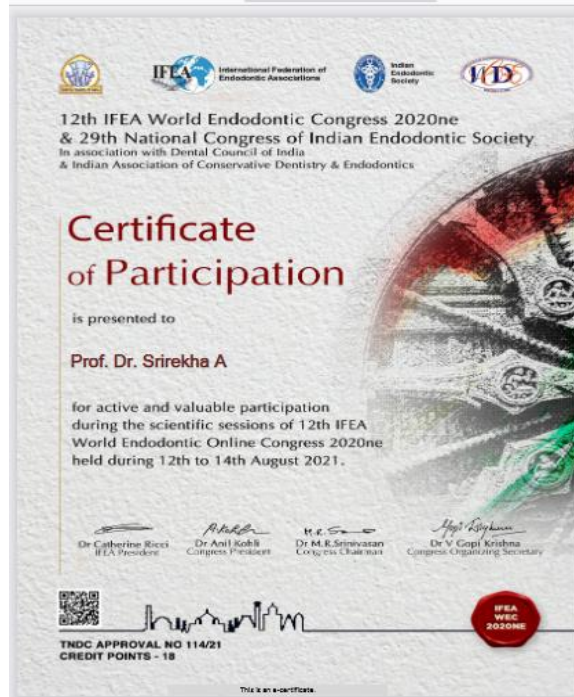 IFEA
International Federation of
Endodontic Associations
Indian
Endodontic
Society
12th IFEA World Endodontic Congress 2020ne
& 29th National Congress of Indian Endodontic Society
In association with Dental Council of India
& Indian Association of Conservative Dentistry & Endodontics
Certificate
of Participation
is presented to
Prof. Dr. Srirekha A
for active and valuable participation
during the scientific sessions of 12th IFEA
World Endodontic Online Congress 2020ne
held during 12th to 14th August 2021.
Dr Catherine Ricci
IFEA President
Dr Anil Kohli
Congress President
Dr M.R.Srinivasan
Congress Chairman
Dr V Gopi Krishna
Congress Organizing Secretary
IFEA
WEC
2020NE
TNDC APPROVAL NO 114/21
CREDIT POINTS - 18
This is an e-certificate.